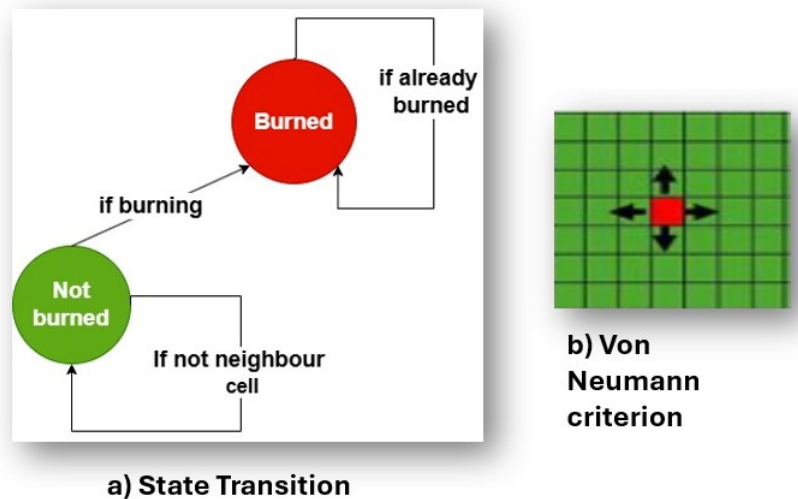 if already
burned
Burned
if burning
Not
burned
If not neighbour
cell
a) State Transition
b) Von
Neumann
criterion